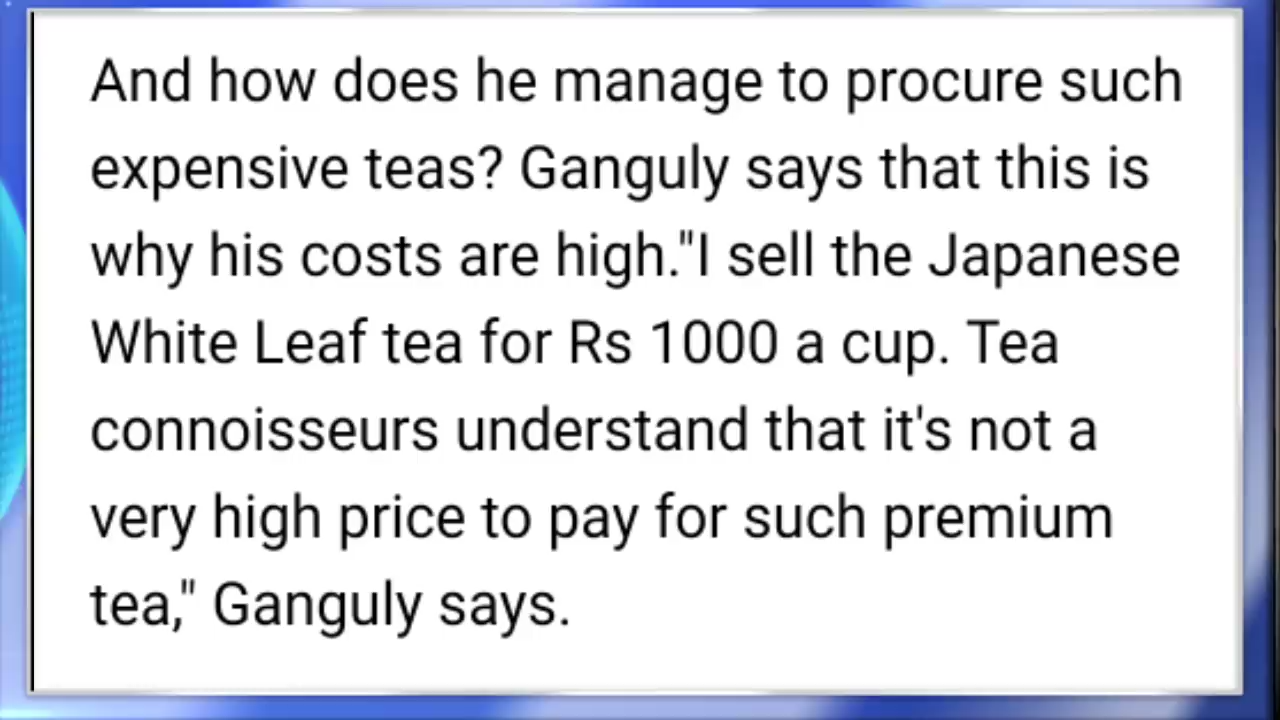 And how does he manage to procure such
expensive teas? Ganguly says that this is
why his costs are high."I sell the Japanese
White Leaf tea for Rs 1000 a cup. Tea
connoisseurs understand that it's not a
very high price to pay for such premium
tea," Ganguly says.